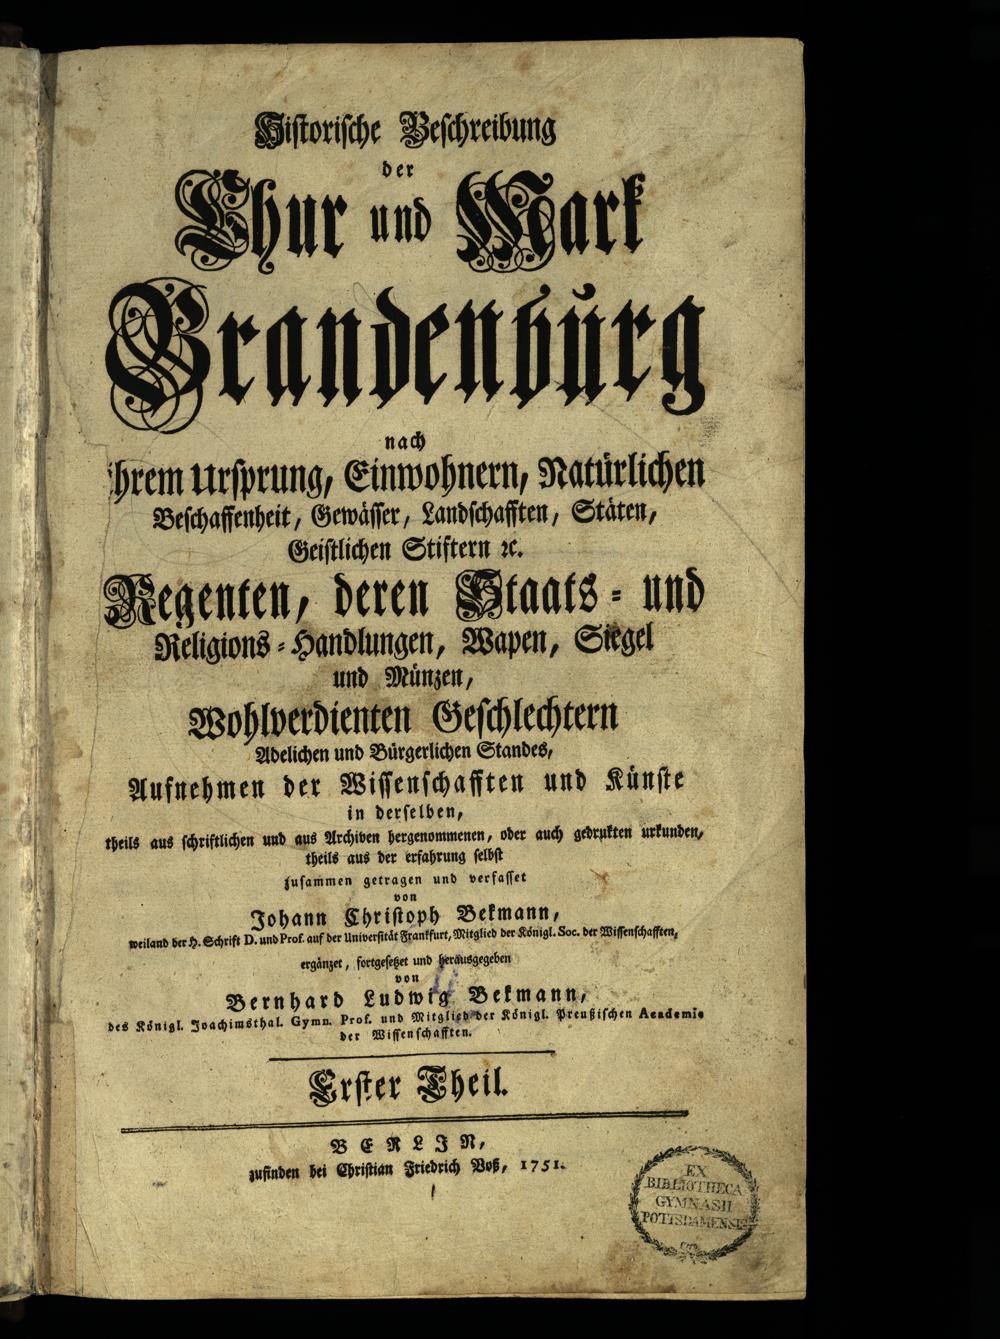 Historische Beschreibung
der
Chur und Mark
Brandenburg
nach
ihrem Ursprung, Einwohnern, Natürlichen
Beschaffenheit, Gewässer, Landschafften, Stäten,
Geistlichen Stiftern ꝛc.
Regenten, deren Staats- und
Religions-Handlungen, Wapen, Siegel
und Münzen,
Wohlverdienten Geschlechtern
Adelichen und Bürgerlichen Standes,
Aufnehmen der Wissenschafften und Künste
in derselben,
theils aus schriftlichen und aus Archiven hergenommenen, oder auch gedrukten urkunden,
theils aus der erfahrung selbst
zusammen getragen und verfasset
von
Johann Christoph Bekmann,
weiland der H. Schrift D. und Prof. auf der Universität Frankfurt, Mitglied der Königl. Soc. der Wissenschafften,
ergänzet, fortgesetzet und herausgegeben
von
Bernhard Ludwig Bekmann,
des Königl. Joachimsthal. Gymn. Prof. und Mitglied der Königl. Preußischen Academie
der Wissenschafften.
Erster Theil.
BERLIN,
zufinden bei Christian Friedrich Voß, 1751.
EX
BIBLIOTHECA
GYMNASII
POTTSDAMENSIS